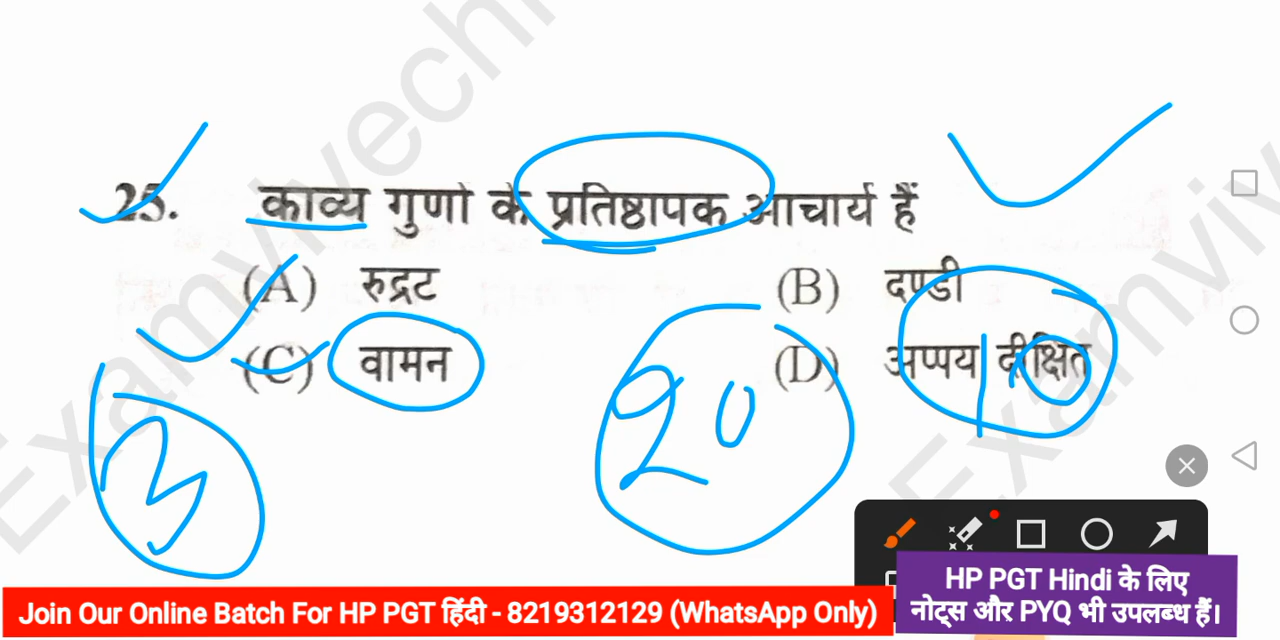 25. काव्य गुणों के प्रतिष्ठापक आचार्य हैं
(A) रुद्रट (B) दण्डी
(C) वामन (D) अप्पय दीक्षित
3 20 10
HP PGT Hindi के लिए
नोट्स और PYQ भी उपलब्ध हैं।
Join Our Online Batch For HP PGT हिंदी - 8219312129 (WhatsApp Only)